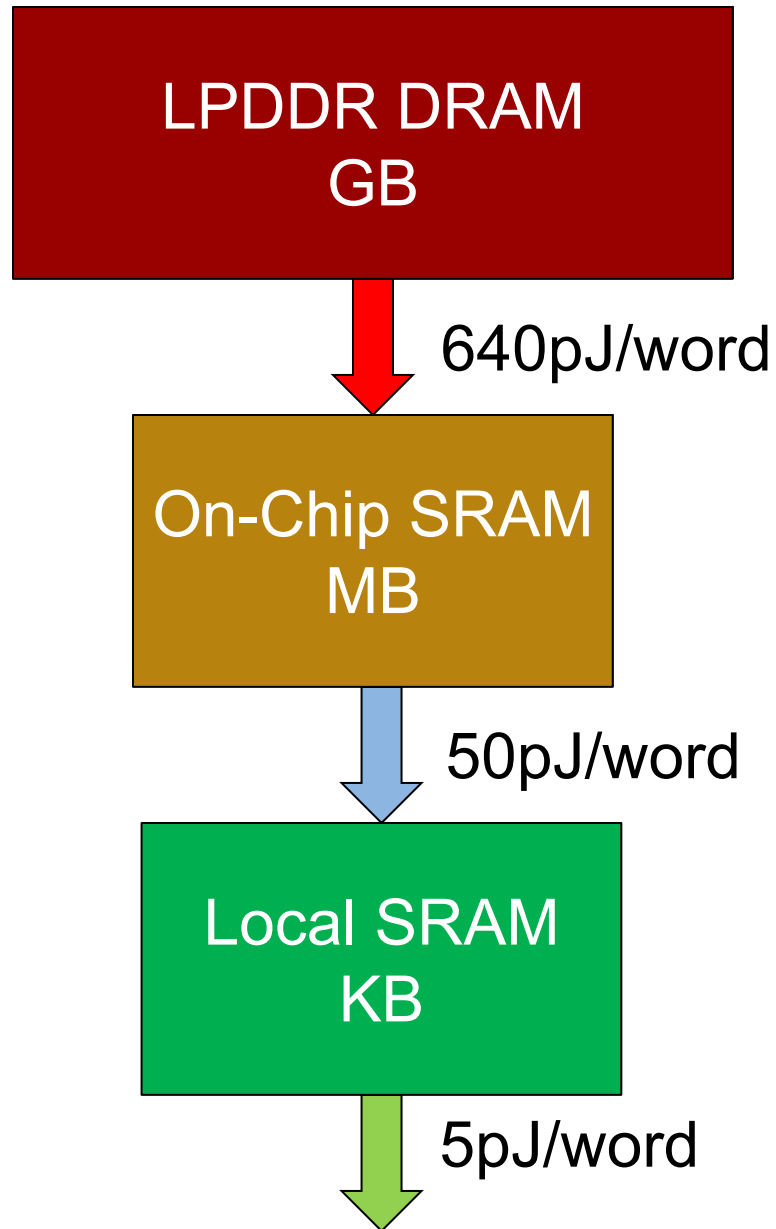 LPDDR DRAM
GB
640pJ/word
On-Chip SRAM
MB
50pJ/word
Local SRAM
KB
5pJ/word